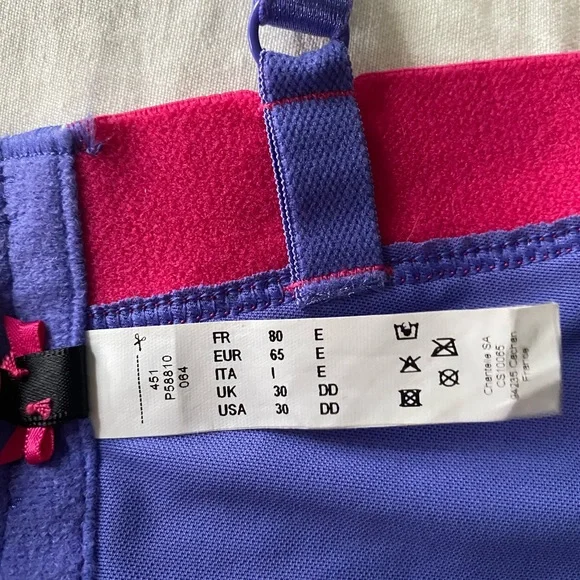 451
P58810
064
FR 80 E
EUR 65 E
ITA I E
UK 30 DD
USA 30 DD
Chantelle SA
CS10065
94235 Cachan
France